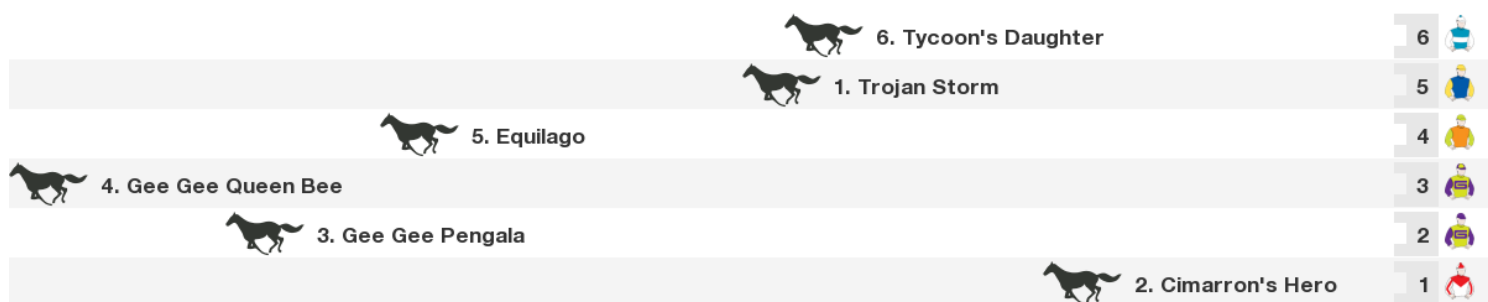 6. Tycoon's Daughter 6
1. Trojan Storm 5
5. Equilago 4
4. Gee Gee Queen Bee 3
3. Gee Gee Pengala 2
2. Cimarron's Hero 1